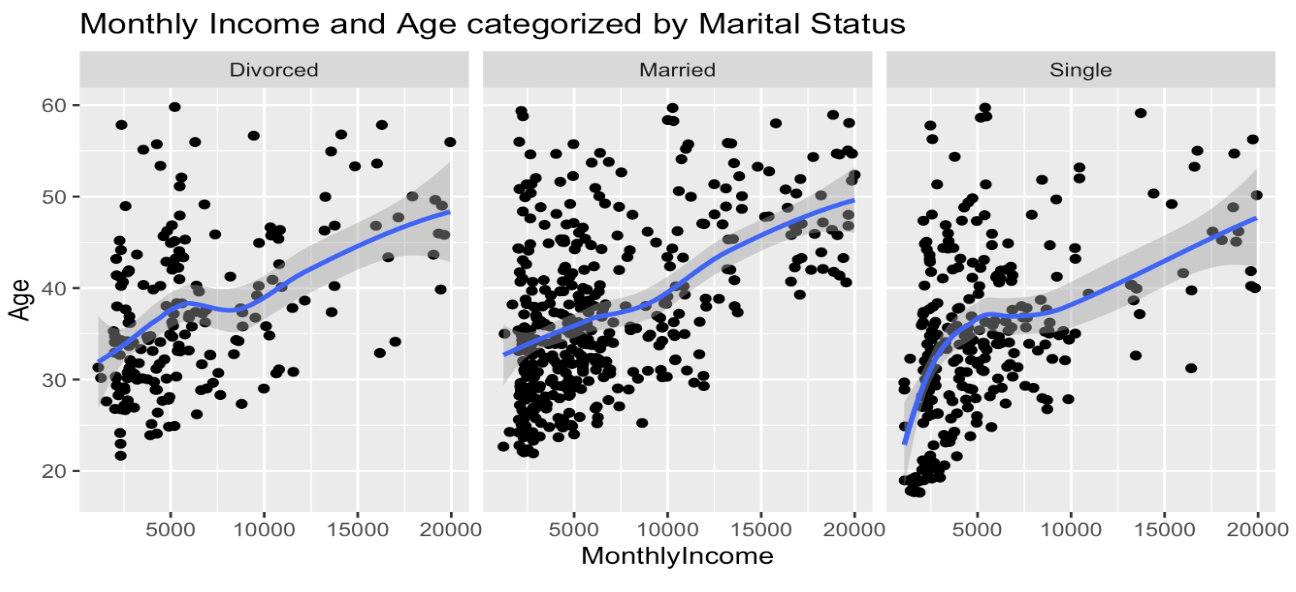 Monthly Income and Age categorized by Marital Status
Divorced Married Single
60
50
40
30
20
Age
5000 10000 15000 20000 5000 10000 15000 20000 5000 10000 15000 20000
MonthlyIncome